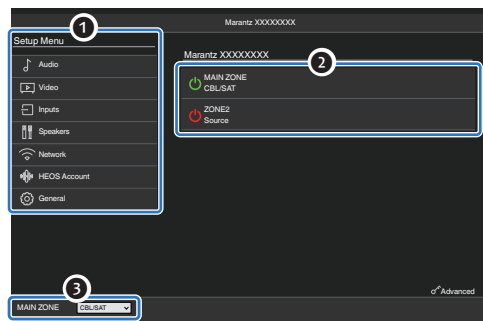 Marantz XXXXXXXX
1
Setup Menu
Audio
Video
Inputs
Speakers
Network
HEOS Account
General
Marantz XXXXXXXX
2
MAIN ZONE
CBL/SAT
ZONE2
Source
Advanced
3
MAIN ZONE CBL/SAT